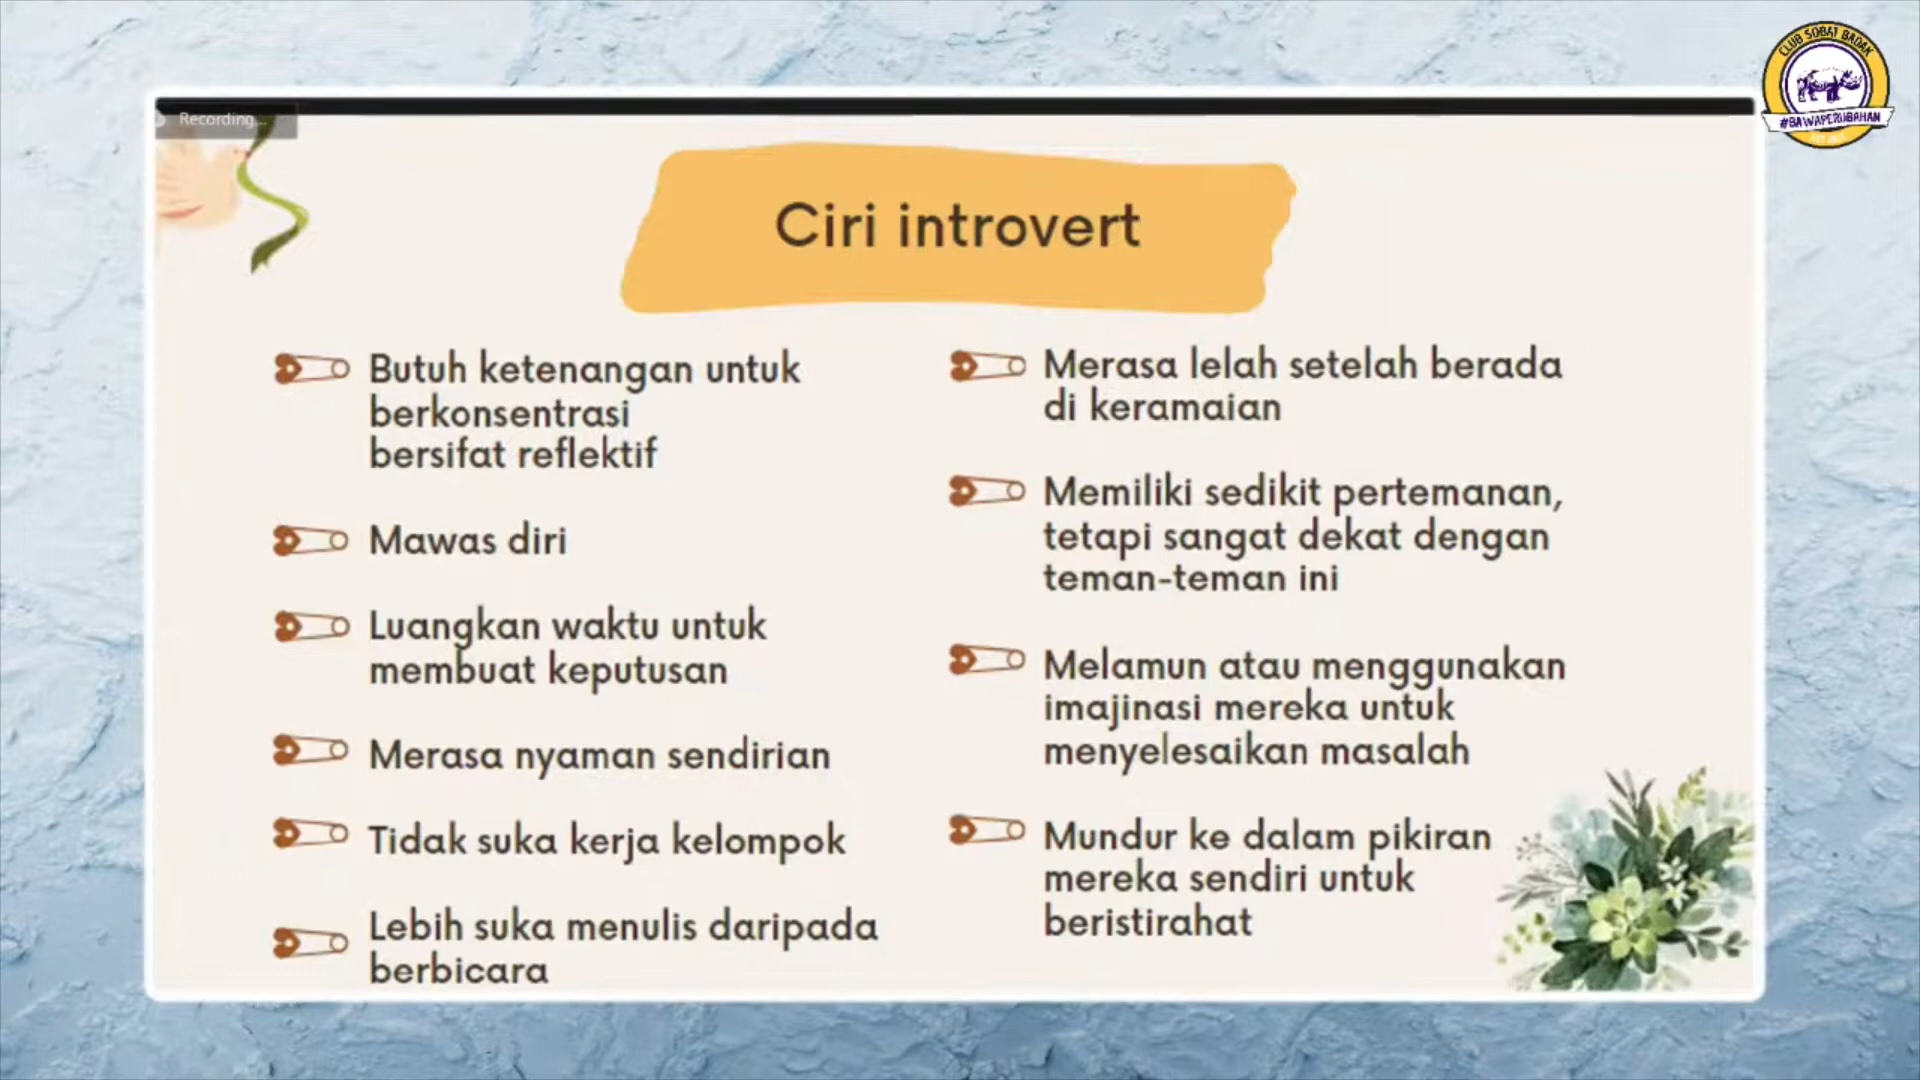 CLUB SOBAT BADAK
#BAWAPERUBAHAN
Recording...
Ciri introvert
Butuh ketenangan untuk
berkonsentrasi
bersifat reflektif
Mawas diri
Luangkan waktu untuk
membuat keputusan
Merasa nyaman sendirian
Tidak suka kerja kelompok
Lebih suka menulis daripada
berbicara
Merasa lelah setelah berada
di keramaian
Memiliki sedikit pertemanan,
tetapi sangat dekat dengan
teman-teman ini
Melamun atau menggunakan
imajinasi mereka untuk
menyelesaikan masalah
Mundur ke dalam pikiran
mereka sendiri untuk
beristirahat